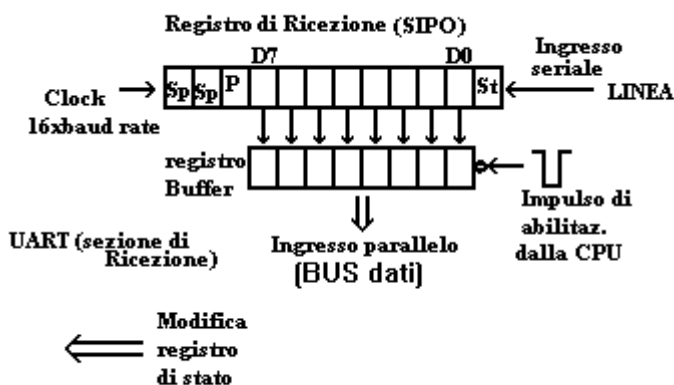 Registro di Ricezione (SIPO)
D7 D0
Ingresso
seriale
Sp Sp P St
Clock
16xbaud rate
LINEA
registro
Buffer
Impulso di
abilitaz.
dalla CPU
UART (sezione di
Ricezione)
Ingresso parallelo
(BUS dati)
Modifica
registro
di stato